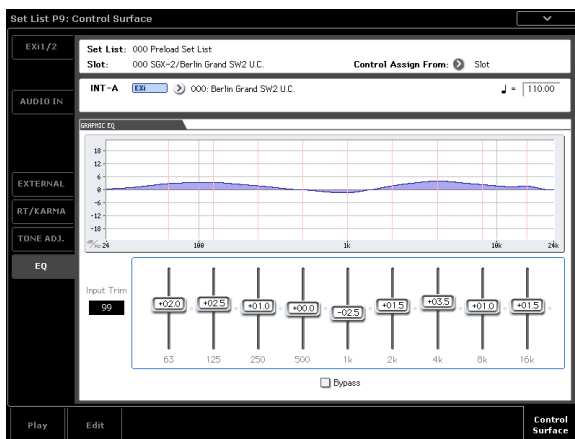 Set List P9: Control Surface
EXi1/2
Set List: 000 Preload Set List
Slot: 000 SGX-2/Berlin Grand SW2 U.C.
Control Assign From: Slot
AUDIO IN
INT-A EXi 000: Berlin Grand SW2 U.C.
♩ = 110.00
GRAPHIC EQ
18
12
6
0
-6
-12
-18
dB/Hz 24 100 1k 10k 24k
EXTERNAL
RT/KARMA
TONE ADJ.
EQ
Input Trim
99
+02.0 +02.5 +01.0 +00.0 -02.5 +01.5 +03.5 +01.0 +01.5
63 125 250 500 1k 2k 4k 8k 16k
Bypass
Play Edit
Control
Surface